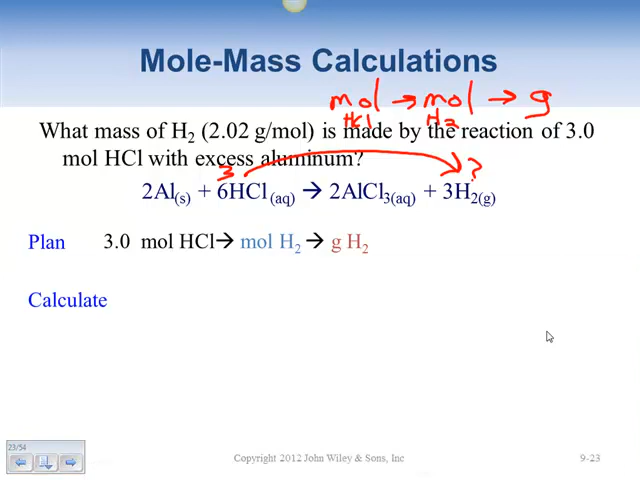 Mole-Mass Calculations
mol → mol → g
HCl H2
What mass of H₂ (2.02 g/mol) is made by the reaction of 3.0
mol HCl with excess aluminum?
3 ?
2Al(s) + 6HCl (aq) → 2AlCl3(aq) + 3H2(g)
Plan 3.0 mol HCl→ mol H₂ → g H₂
Calculate
23/54
Copyright 2012 John Wiley & Sons, Inc 9-23